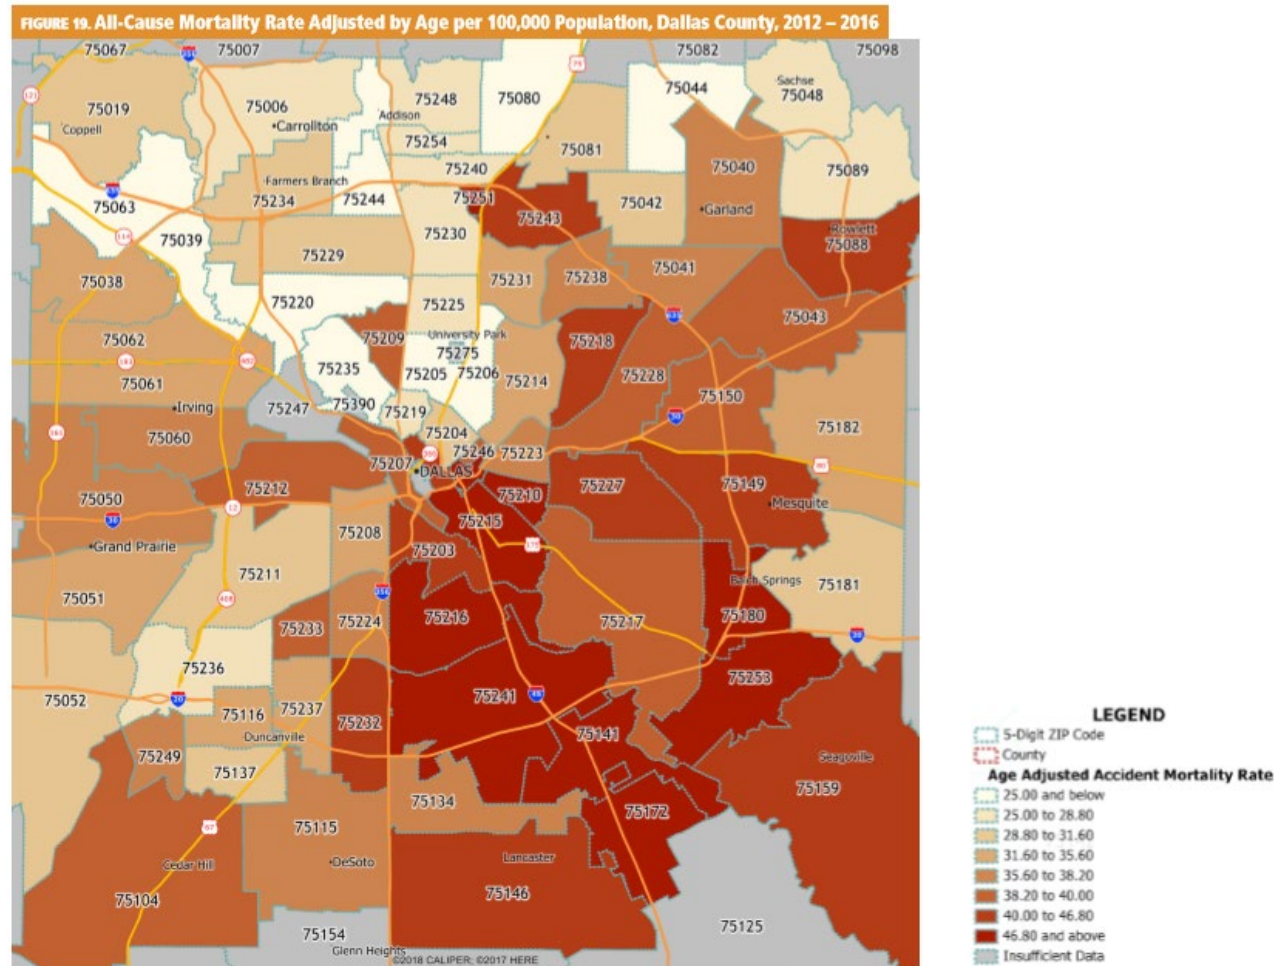 FIGURE 19. All-Cause Mortality Rate Adjusted by Age per 100,000 Population, Dallas County, 2012 – 2016
75067 75007 75082 75098
75019 75006 75248 75080 75044 Sachse 75048
Coppell Carrollton Addison
75254 75081 75040 75089
75240
Farmers Branch
75063 75234 75244 75251 75243 75042 Garland
75039 75230 Rowlett
75088
75229
75038 75231 75238 75041
75220 75225 75043
75062 75209 University Park 75218
75275
75061 75235 75205 75206 75214 75228
75150
Irving 75247 75390 75219
75060 75204 75182
75207 75246 75223
DALLAS
75050 75212 75210 75227 75149
Mesquite
75215
Grand Prairie 75208
75203
75211 Balch Springs 75181
75051
75233 75224 75216 75217 75180
75236
75052 75241 75253
75116 75237 75232
Duncanville 75141
75249 Seagoville
75137 75159
75134 75172
75115
Cedar Hill DeSoto Lancaster
75104 75146
75154 75125
Glenn Heights
©2018 CALIPER; ©2017 HERE
LEGEND
5-Digit ZIP Code
County
Age Adjusted Accident Mortality Rate
25.00 and below
25.00 to 28.80
28.80 to 31.60
31.60 to 35.60
35.60 to 38.20
38.20 to 40.00
40.00 to 46.80
46.80 and above
Insufficient Data